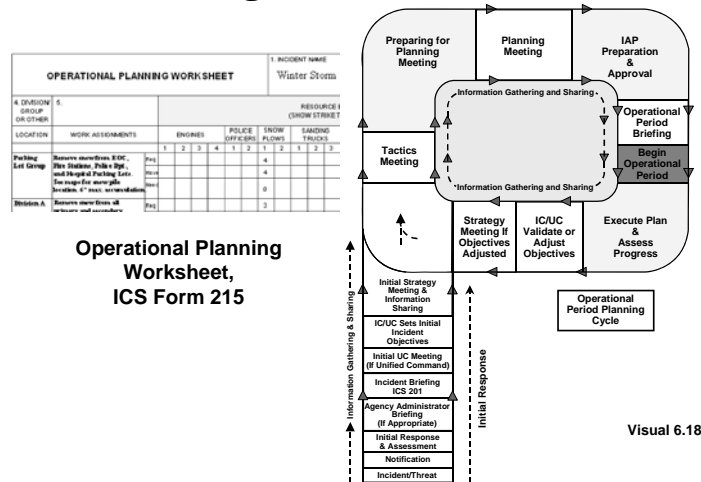 1. INCIDENT NAME
OPERATIONAL PLANNING WORKSHEET
Winter Storm
4. DIVISION/
GROUP
OR OTHER
5.
RESOURCE
(SHOW STRIKE T
LOCATION
WORK ASSIGNMENTS
ENGINES
POLICE
OFFICERS
SNOW
PLOWS
SANDING
TRUCKS
1 2 3 4 1 2 1 2 1 2 3
Parking
Lot Group
Remove snow from EOC,
Fire Stations, Police Dpt.,
and Hospital Parking Lots.
See maps for snow pile
location. 4" max. accumulation
Req
4
Have
4
Need
0
Division A
Remove snow from all
primary and secondary
Req
3
Operational Planning
Worksheet,
ICS Form 215
Preparing for
Planning
Meeting
Planning
Meeting
IAP
Preparation
&
Approval
Information Gathering and Sharing
Operational
Period
Briefing
Begin
Operational
Period
Tactics
Meeting
Information Gathering and Sharing
Strategy
Meeting If
Objectives
Adjusted
IC/UC
Validate or
Adjust
Objectives
Execute Plan
&
Assess
Progress
Initial Strategy
Meeting &
Information
Sharing
IC/UC Sets Initial
Incident
Objectives
Initial UC Meeting
(If Unified Command)
Incident Briefing
ICS 201
Agency Administrator
Briefing
(If Appropriate)
Initial Response
& Assessment
Notification
Incident/Threat
Information Gathering & Sharing
Initial Response
Operational
Period Planning
Cycle
Visual 6.18